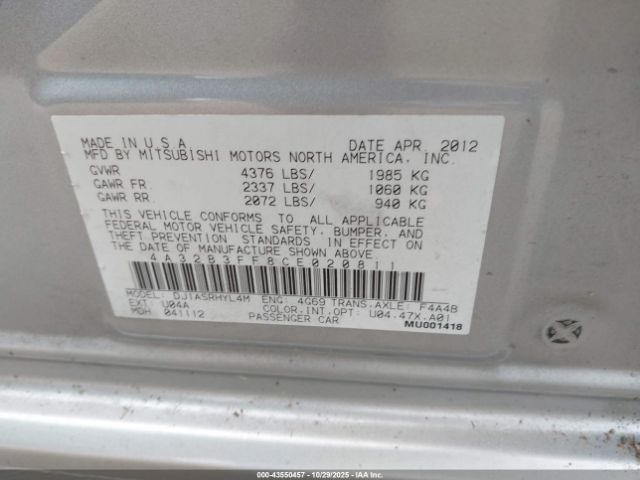 MADE IN U.S.A. DATE APR. 2012
MFD BY MITSUBISHI MOTORS NORTH AMERICA, INC.
GVWR 4376 LBS/ 1985 KG
GAWR FR. 2337 LBS/ 1060 KG
GAWR RR. 2072 LBS/ 940 KG
THIS VEHICLE CONFORMS TO ALL APPLICABLE
FEDERAL MOTOR VEHICLE SAFETY, BUMPER, AND
THEFT PREVENTION STANDARDS IN EFFECT ON
THE DATE OF MANUFACTURE SHOWN ABOVE.
4A32B3FF8CE020811
MODEL: DJ1ASRHYL4M ENG: 4G69 TRANS.AXLE: F4A4B
EXT: U04A COLOR.INT.OPT: U04.47X.A01
MDH 041112 PASSENGER CAR
MU001418
000-43550457 - 10/29/2025 - IAAI.COM